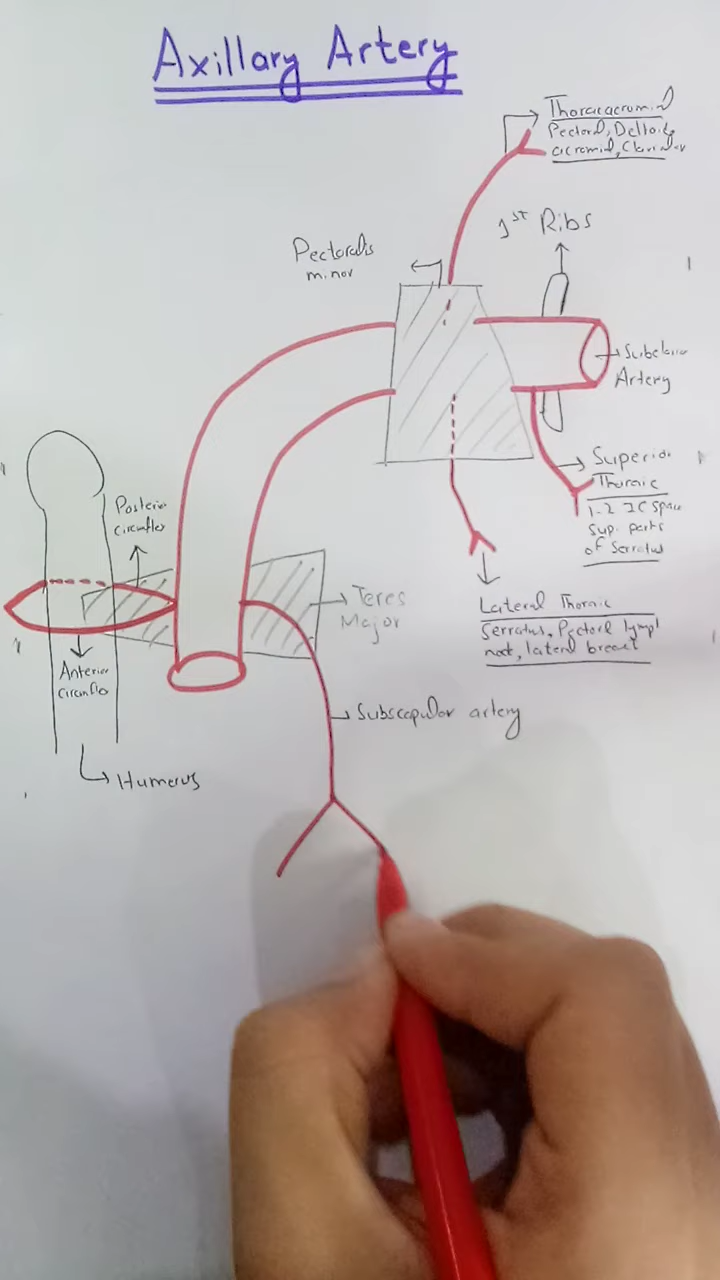 Axillary Artery
Thoracacromial
Pectoral, Deltoid,
acromial, Clavicular
1ST Ribs
Pectoralis
minor
Subclavian
Artery
Superior
Thoracic
1-2 IC space
Sup. parts
of Serratus
Posterior
circumflex
Teres
Major
Lateral Thoracic
Serratus, Pectoral lymph
not, lateral breast
Anterior
circumflex
Subscapular artery
Humerus